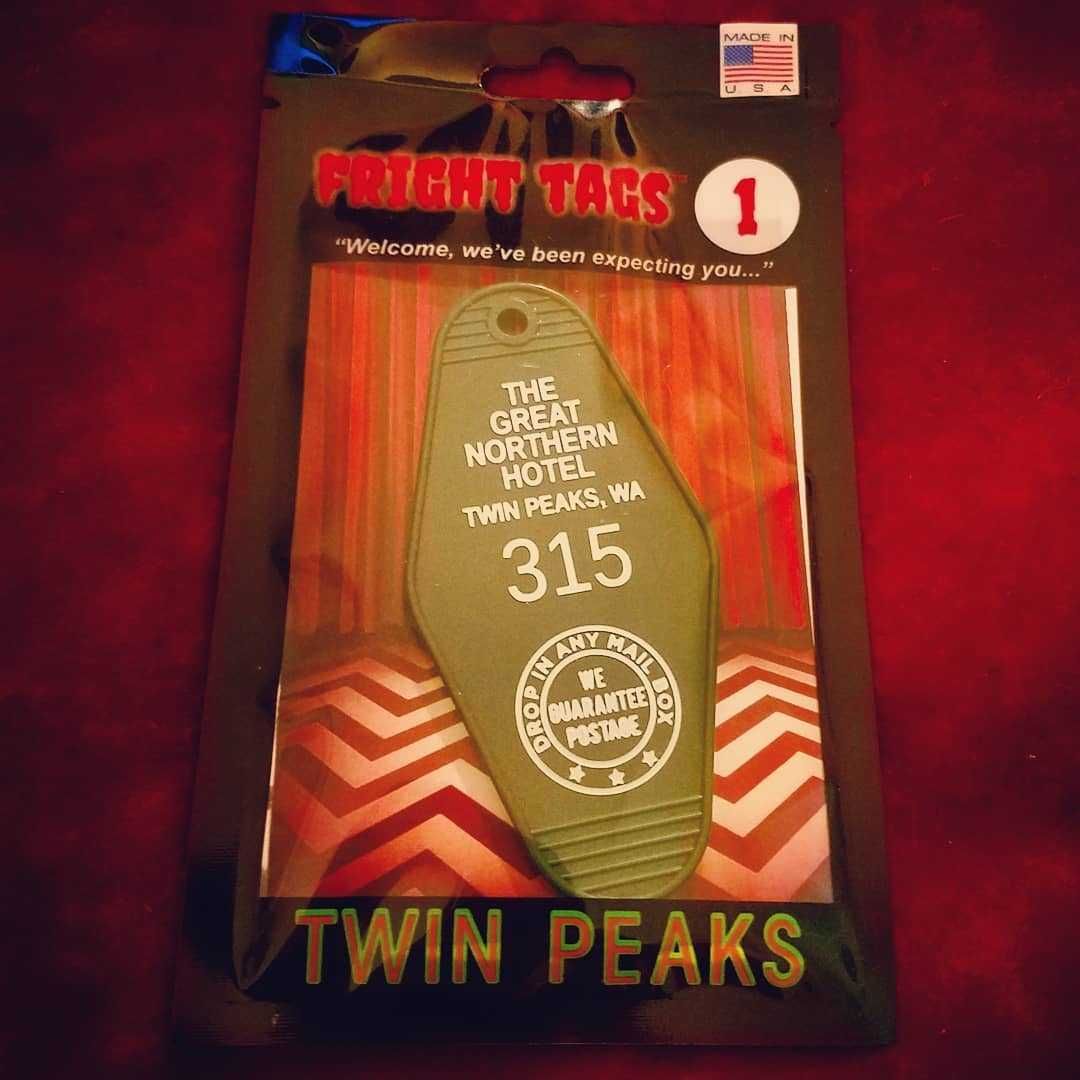 MADE IN
U S A
FRIGHT TAGS™
1
“Welcome, we’ve been expecting you...”
THE
GREAT
NORTHERN
HOTEL
TWIN PEAKS, WA
315
DROP IN ANY MAIL BOX
WE
GUARANTEE
POSTAGE
TWIN PEAKS